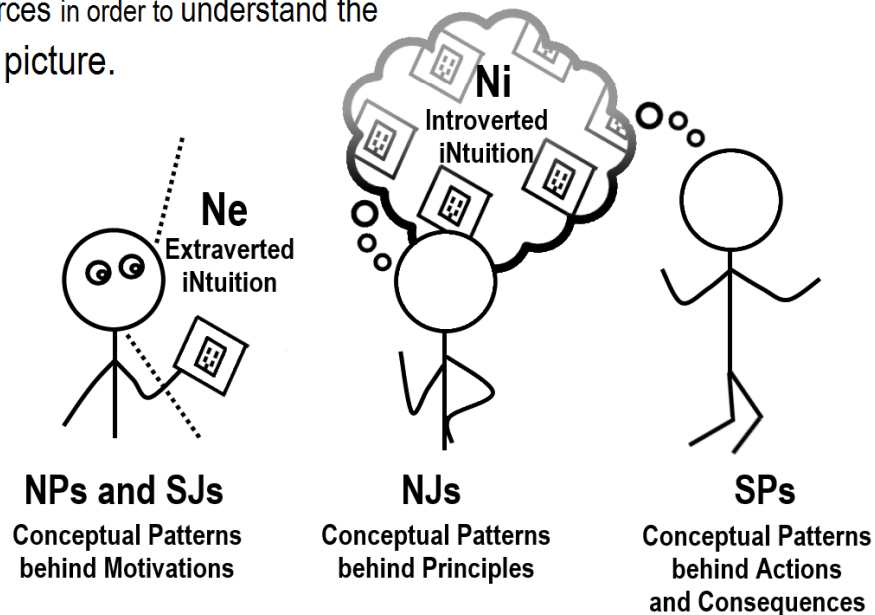 rces in order to understand the
picture.
Ni
Introverted
iNtuition
Ne
Extraverted
iNtuition
NPs and SJs
Conceptual Patterns
behind Motivations
NJs
Conceptual Patterns
behind Principles
SPs
Conceptual Patterns
behind Actions
and Consequences